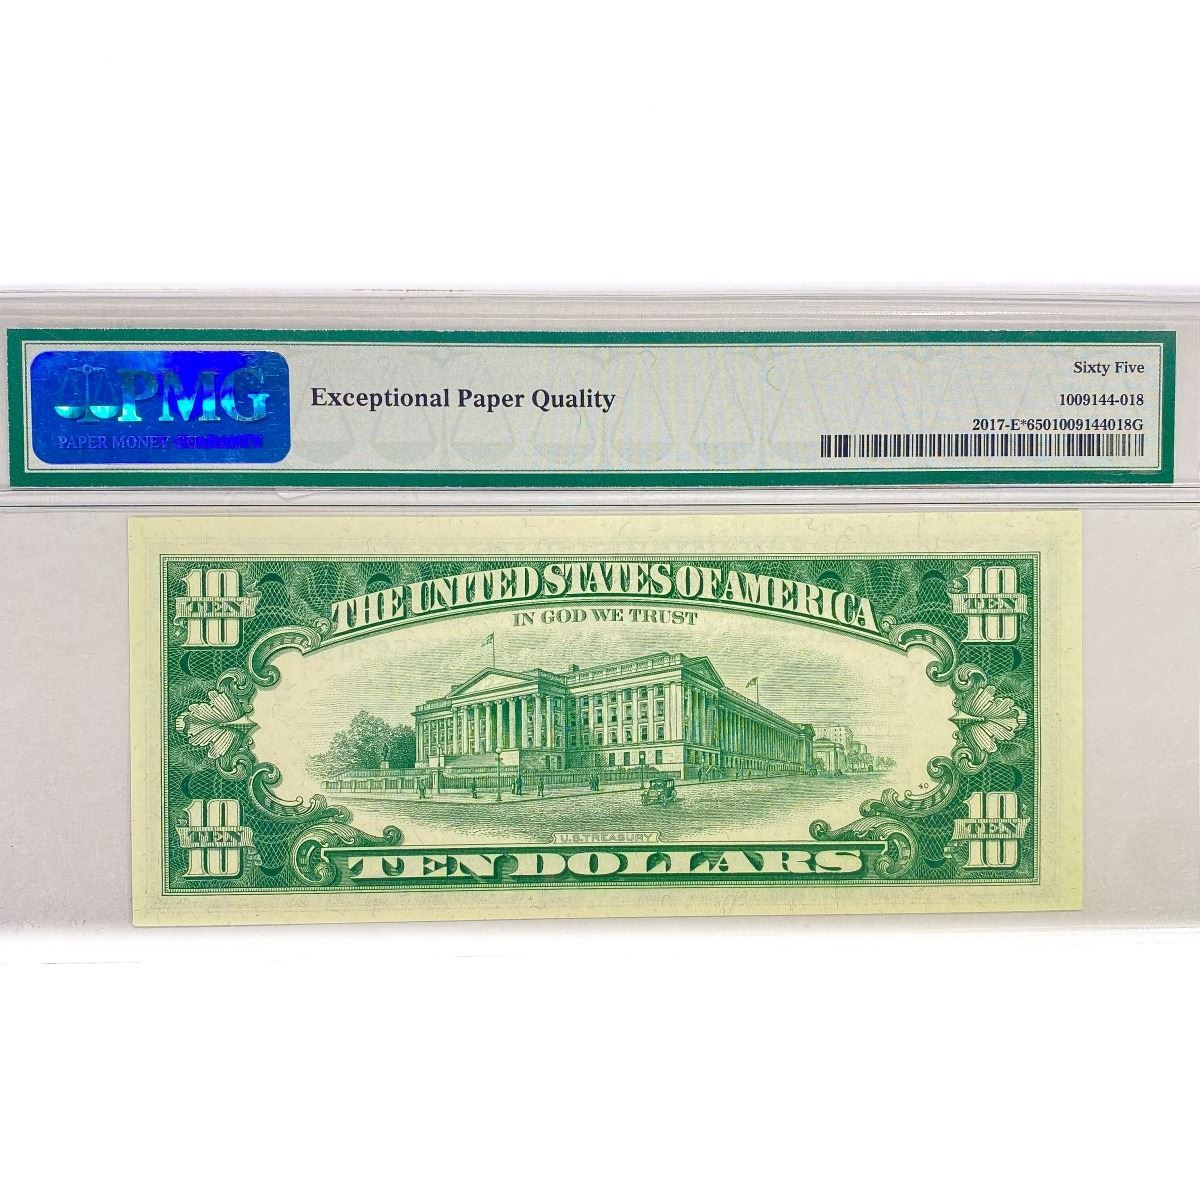 PMG
PAPER MONEY GUARANTY
Exceptional Paper Quality
Sixty Five
1009144-018
2017-E*6501009144018G
10
TEN
10
THE UNITED STATES OF AMERICA
IN GOD WE TRUST
10
TEN
10
40
10
TEN
10
U.S. TREASURY
TEN DOLLARS
10
TEN
10